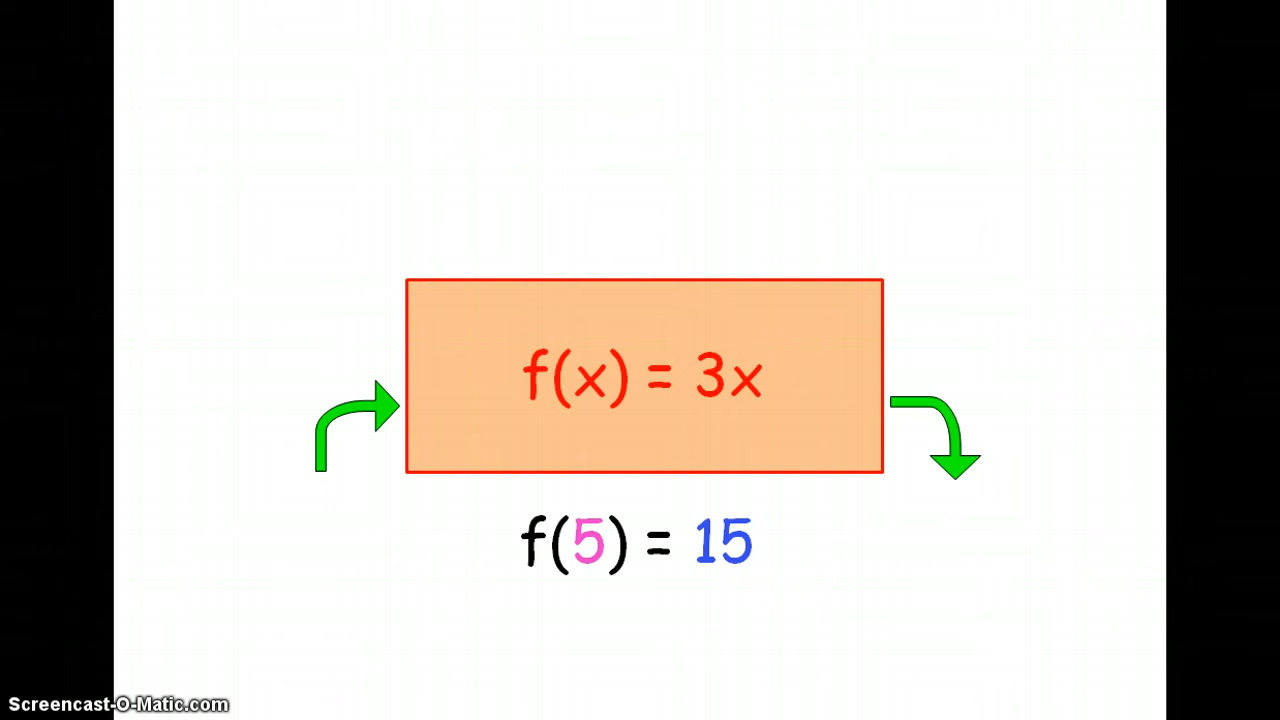 f(x) = 3x
f(5) = 15
Screencast-O-Matic.com